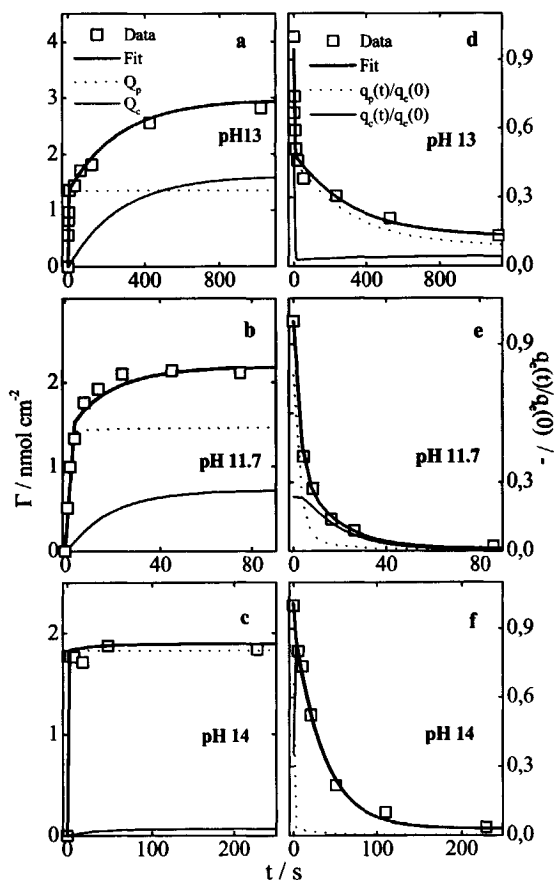 4
3
2
1
0
a
Data
Fit
Q_p
Q_c
pH13
0 400 800
d
Data
Fit
q_p(t)/q_c(0)
q_c(t)/q_c(0)
pH 13
0,9
0,6
0,3
0,0
0 400 800
Γ / nmol cm^-2
2
1
0
b
pH 11.7
0 40 80
e
pH 11.7
0,9
0,3
0,0
0 40 80
q_e(t)/q_e(0) / -
2
1
0
c
pH 14
0 100 200
f
pH 14
0,9
0,6
0,3
0,0
0 100 200
t / s